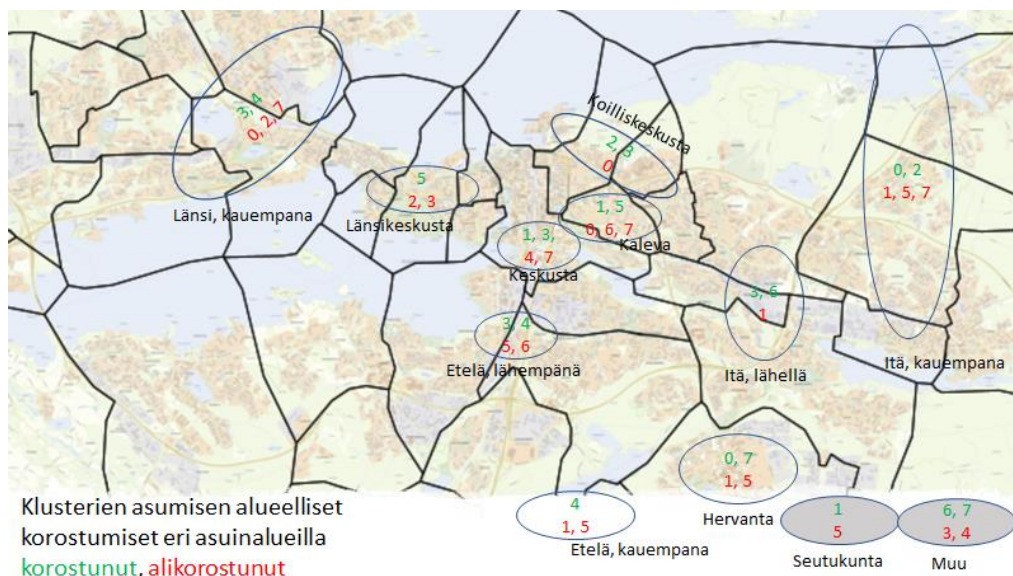 3, 4
0, 2, 7
Länsi, kauempana
5
2, 3
Länsikeskusta
Koilliskeskusta
2, 3
0
1, 5
0, 6, 7
Kaleva
1, 3,
4, 7
Keskusta
0, 2
1, 5, 7
Itä, kauempana
3, 6
1
Itä, lähellä
3, 4
5, 6
Etelä, lähempänä
0, 7
1, 5
Hervanta
4
1, 5
Etelä, kauempana
1
5
Seutukunta
6, 7
3, 4
Muu
Klusterien asumisen alueelliset
korostumiset eri asuinalueilla
korostunut, alikorostunut